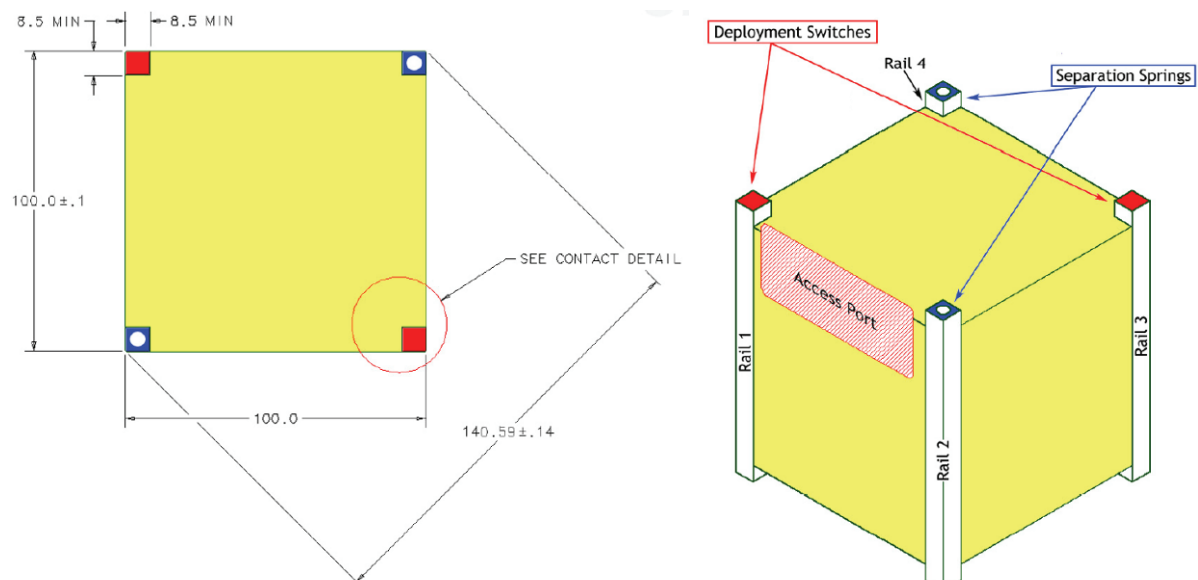 8.5 MIN
8.5 MIN
100.0±.1
SEE CONTACT DETAIL
100.0
140.59±.14
Deployment Switches
Rail 4
Separation Springs
Access Port
Rail 1
Rail 2
Rail 3